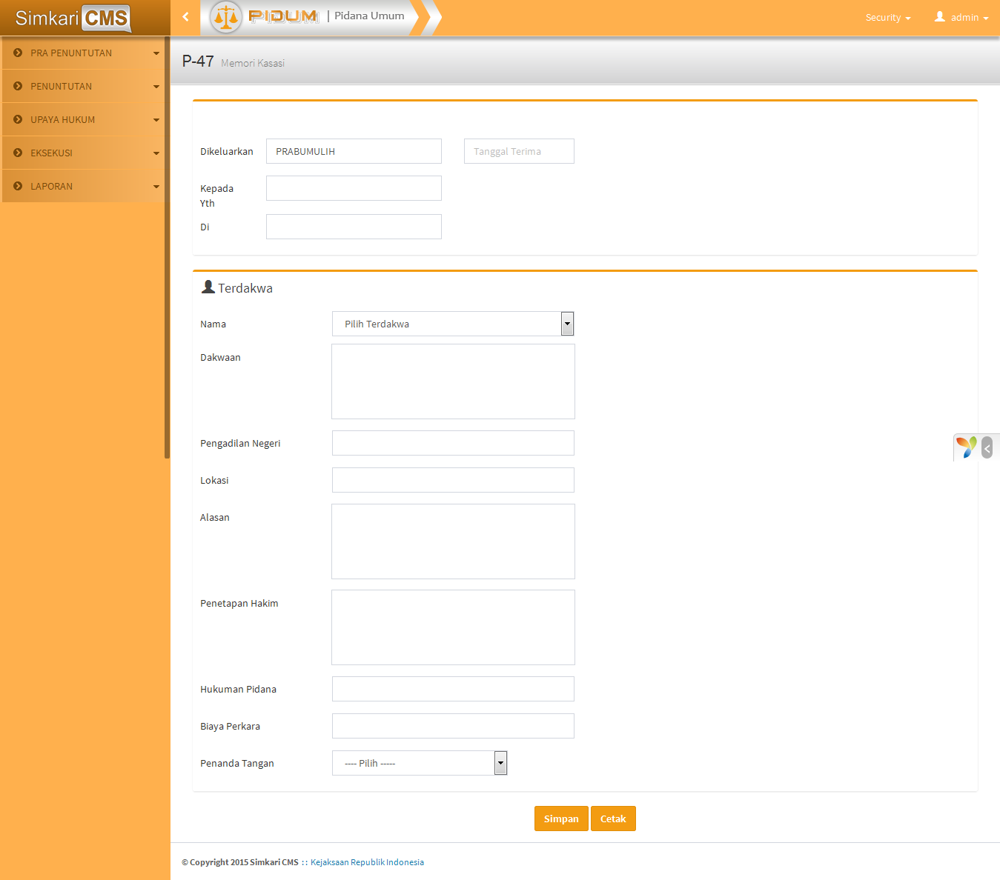 Simkari CMS
PIDUM | Pidana Umum
Security
admin
PRA PENUNTUTAN
PENUNTUTAN
UPAYA HUKUM
EKSEKUSI
LAPORAN
P-47 Memori Kasasi
Dikeluarkan
PRABUMULIH
Tanggal Terima
Kepada
Yth
Di
Terdakwa
Nama
Pilih Terdakwa
Dakwaan
Pengadilan Negeri
Lokasi
Alasan
Penetapan Hakim
Hukuman Pidana
Biaya Perkara
Penanda Tangan
---- Pilih -----
Simpan
Cetak
© Copyright 2015 Simkari CMS :: Kejaksaan Republik Indonesia